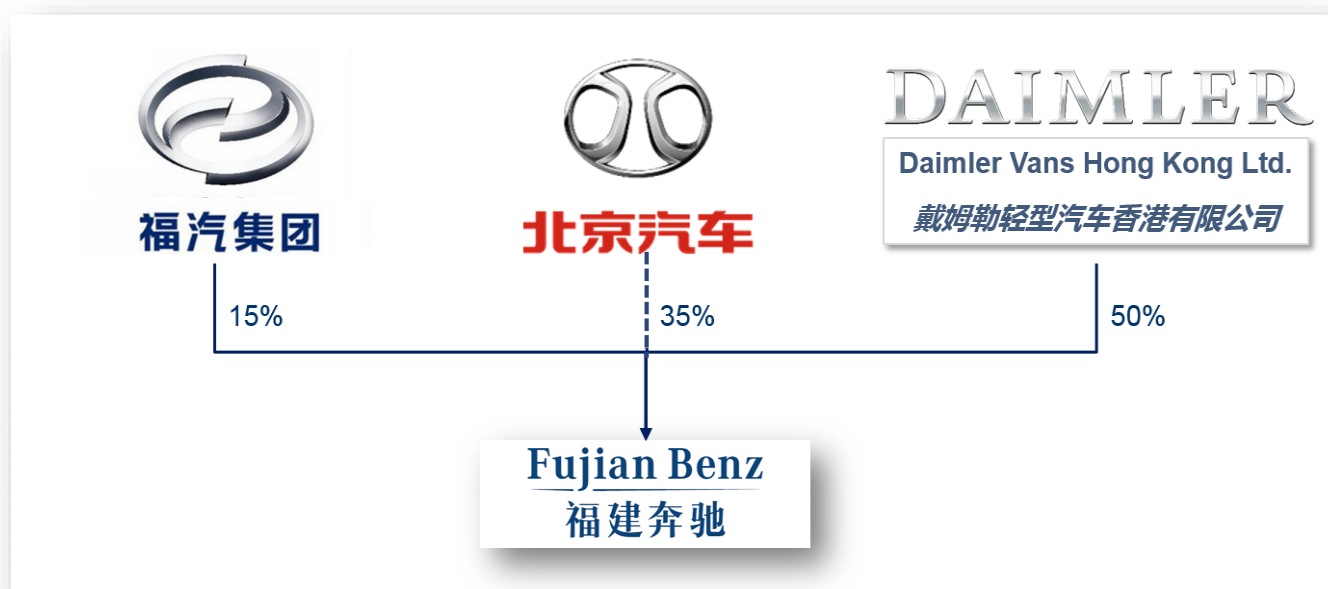 福汽集团
北京汽车
DAIMLER
Daimler Vans Hong Kong Ltd.
戴姆勒轻型汽车香港有限公司
15%
35%
50%
Fujian Benz
福建奔驰